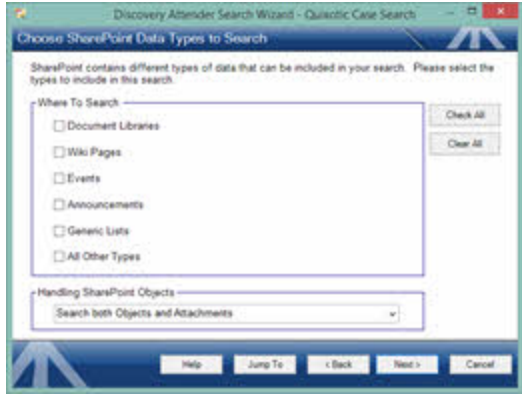 Discovery Attender Search Wizard - Quixotic Case Search
Choose SharePoint Data Types to Search
SharePoint contains different types of data that can be included in your search. Please select the
types to include in this search.
Where To Search
Check All
Document Libraries
Clear All
Wiki Pages
Events
Announcements
Generic Lists
All Other Types
Handling SharePoint Objects
Search both Objects and Attachments
Help
Jump To
< Back
Next >
Cancel